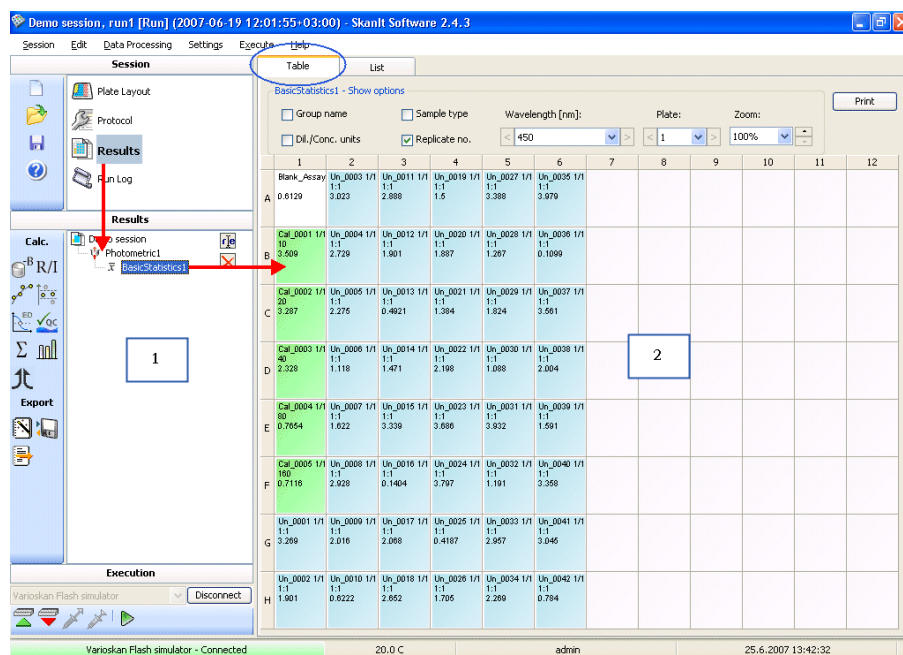 Demo session, run1 [Run] (2007-06-19 12:01:55+03:00) - SkanIt Software 2.4.3
Session Edit Data Processing Settings Execute Help
Session
Plate Layout
Protocol
Results
Run Log
Results
Calc.
-B R/I
ED QC
Σ
Export
Demo session
Photometric1
x BasicStatistics1
r/e
1
Execution
Varioskan Flash simulator Disconnect
Table List
BasicStatistics1 - Show options
Group name Sample type Wavelength [nm]: Plate: Zoom:
Dil./Conc. units Replicate no. < 450 > < 1 > 100%
Print
1 2 3 4 5 6 7 8 9 10 11 12
Blank_Assay Un_0003 1/1 Un_0011 1/1 Un_0019 1/1 Un_0027 1/1 Un_0035 1/1
1:1 1:1 1:1 1:1 1:1
A 0.6129 3.023 2.888 1.5 3.388 3.979
Cal_0001 1/1 Un_0004 1/1 Un_0012 1/1 Un_0020 1/1 Un_0028 1/1 Un_0036 1/1
10 1:1 1:1 1:1 1:1 1:1
B 3.509 2.729 1.901 1.887 1.267 0.1099
Cal_0002 1/1 Un_0005 1/1 Un_0013 1/1 Un_0021 1/1 Un_0029 1/1 Un_0037 1/1
20 1:1 1:1 1:1 1:1 1:1
C 3.287 2.275 0.4921 1.384 1.824 3.561
Cal_0003 1/1 Un_0006 1/1 Un_0014 1/1 Un_0022 1/1 Un_0030 1/1 Un_0038 1/1
40 1:1 1:1 1:1 1:1 1:1
D 2.328 1.118 1.471 2.198 1.088 2.004
2
Cal_0004 1/1 Un_0007 1/1 Un_0015 1/1 Un_0023 1/1 Un_0031 1/1 Un_0039 1/1
80 1:1 1:1 1:1 1:1 1:1
E 0.7654 1.622 3.339 3.686 3.932 1.591
Cal_0005 1/1 Un_0008 1/1 Un_0016 1/1 Un_0024 1/1 Un_0032 1/1 Un_0040 1/1
160 1:1 1:1 1:1 1:1 1:1
F 0.7116 2.928 0.1404 3.797 1.191 3.358
Un_0001 1/1 Un_0009 1/1 Un_0017 1/1 Un_0025 1/1 Un_0033 1/1 Un_0041 1/1
1:1 1:1 1:1 1:1 1:1 1:1
G 3.269 2.016 2.068 0.4187 2.957 3.045
Un_0002 1/1 Un_0010 1/1 Un_0018 1/1 Un_0026 1/1 Un_0034 1/1 Un_0042 1/1
1:1 1:1 1:1 1:1 1:1 1:1
H 1.901 0.6222 2.652 1.705 2.269 0.784
Varioskan Flash simulator - Connected 20.0 C admin 25.6.2007 13:42:32